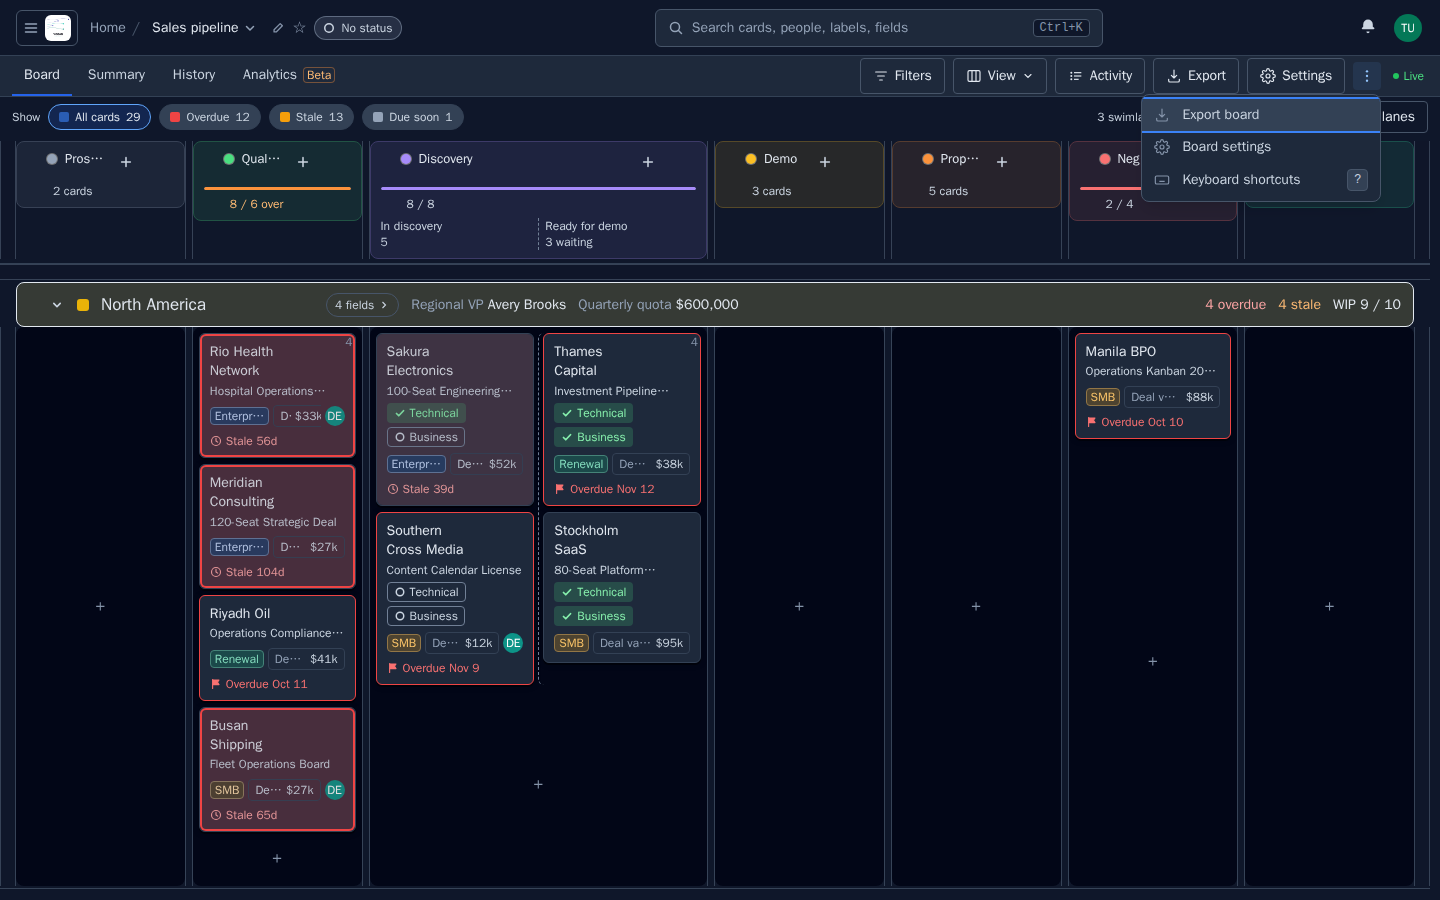 Home / Sales pipeline No status
Search cards, people, labels, fields Ctrl+K
TU
Board Summary History Analytics Beta
Filters View Activity Export Settings Live
Show All cards 29 Overdue 12 Stale 13 Due soon 1
3 swimla
lanes
Export board
Board settings
Keyboard shortcuts ?
Pros···
2 cards
Qual···
8 / 6 over
Discovery
8 / 8
In discovery
5
Ready for demo
3 waiting
Demo
3 cards
Prop···
5 cards
Neg
2 / 4
North America 4 fields Regional VP Avery Brooks Quarterly quota $600,000 4 overdue 4 stale WIP 9 / 10
4
Rio Health
Network
Hospital Operations···
Enterpr··· D· $33k DE
Stale 56d
Meridian
Consulting
120-Seat Strategic Deal
Enterpr··· D··· $27k
Stale 104d
Riyadh Oil
Operations Compliance···
Renewal De··· $41k
Overdue Oct 11
Busan
Shipping
Fleet Operations Board
SMB De··· $27k DE
Stale 65d
Sakura
Electronics
100-Seat Engineering···
Technical
Business
Enterpr··· De··· $52k
Stale 39d
Southern
Cross Media
Content Calendar License
Technical
Business
SMB De··· $12k DE
Overdue Nov 9
4
Thames
Capital
Investment Pipeline···
Technical
Business
Renewal De··· $38k
Overdue Nov 12
Stockholm
SaaS
80-Seat Platform···
Technical
Business
SMB Deal va··· $95k
Manila BPO
Operations Kanban 20···
SMB Deal v··· $88k
Overdue Oct 10